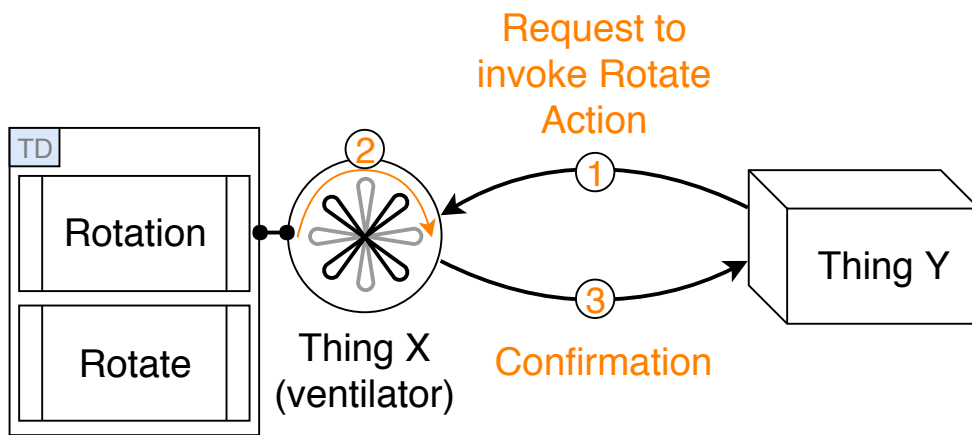 Request to
invoke Rotate
Action
TD
2
1
Rotation
Thing Y
3
Rotate
Thing X
(ventilator)
Confirmation